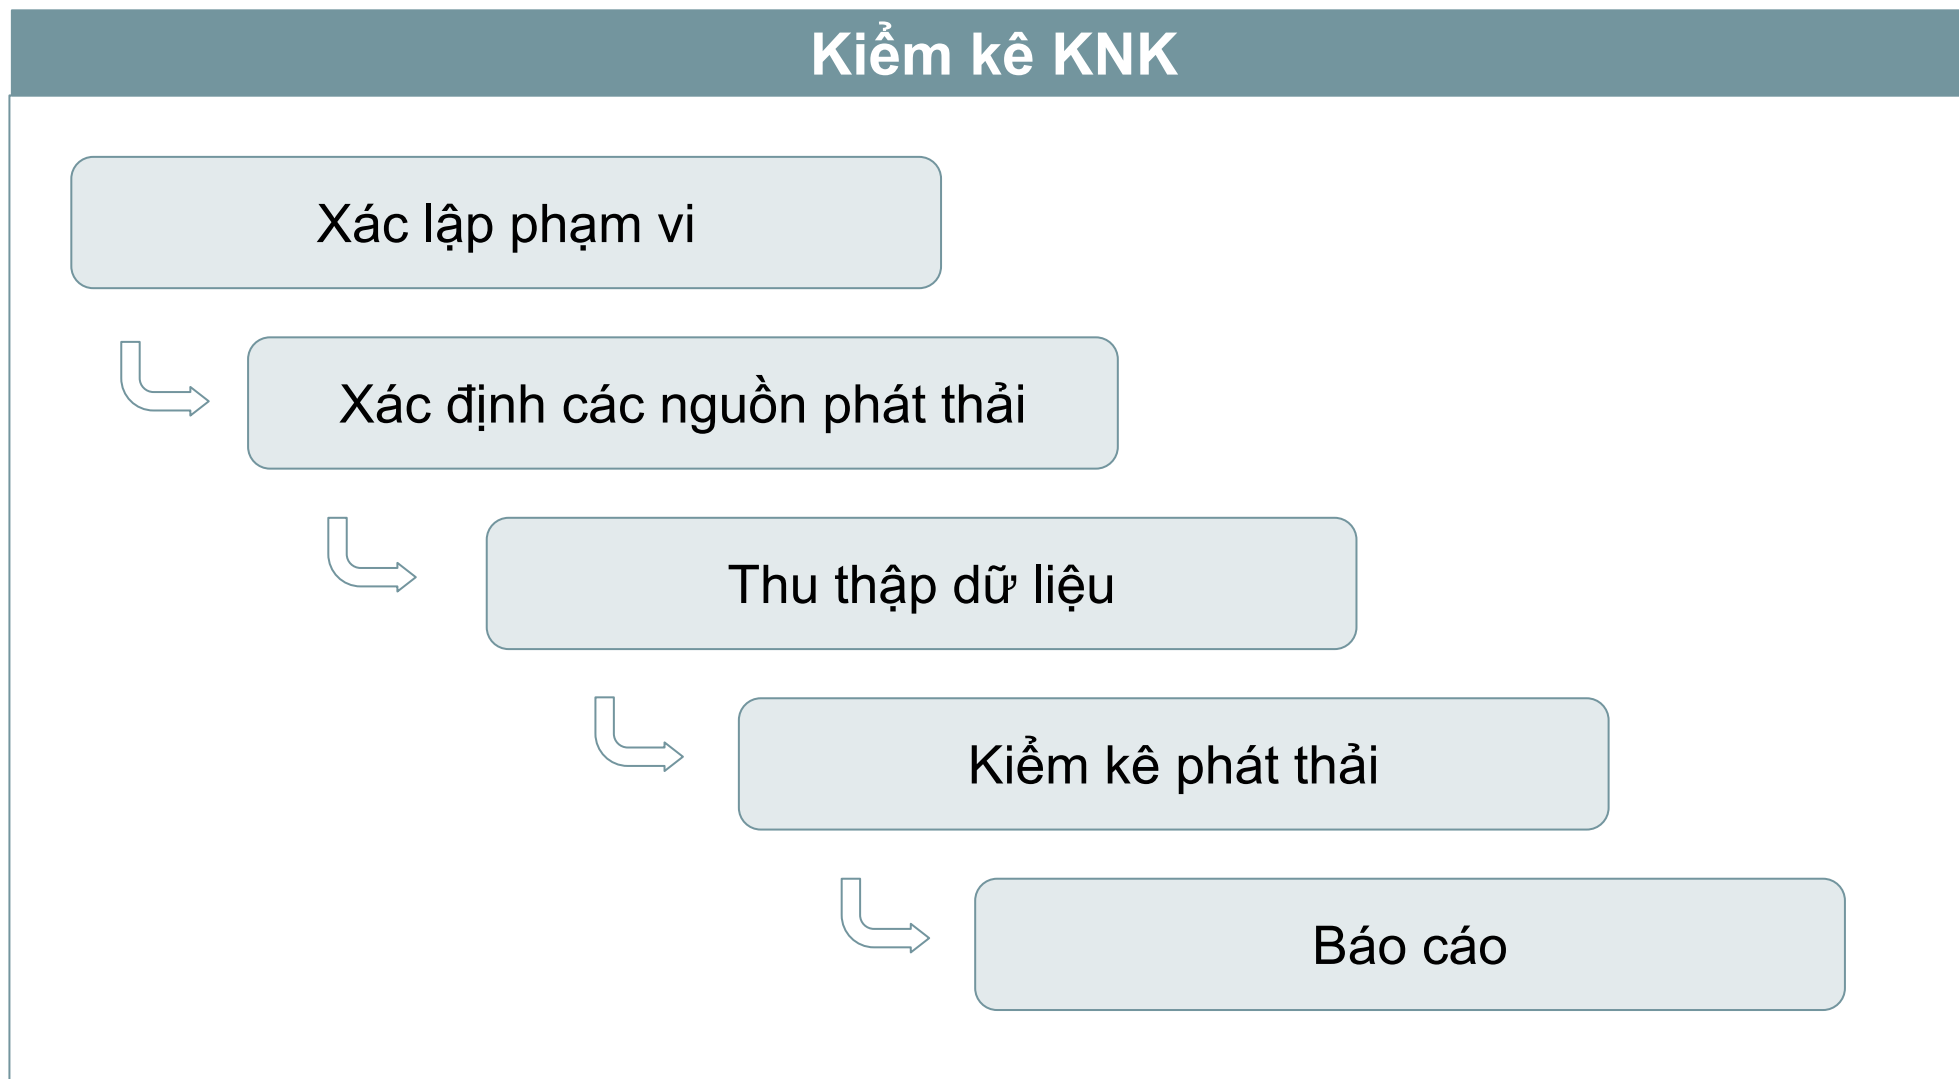 Kiểm kê KNK
Xác lập phạm vi
Xác định các nguồn phát thải
Thu thập dữ liệu
Kiểm kê phát thải
Báo cáo